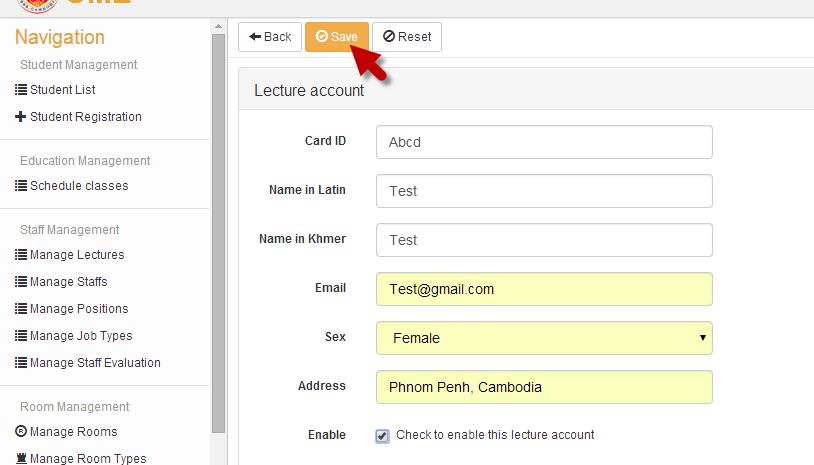 Navigation
Student Management
Student List
Student Registration
Education Management
Schedule classes
Staff Management
Manage Lectures
Manage Staffs
Manage Positions
Manage Job Types
Manage Staff Evaluation
Room Management
Manage Rooms
Manage Room Types
Back Save Reset
Lecture account
Card ID Abcd
Name in Latin Test
Name in Khmer Test
Email Test@gmail.com
Sex Female
Address Phnom Penh, Cambodia
Enable Check to enable this lecture account